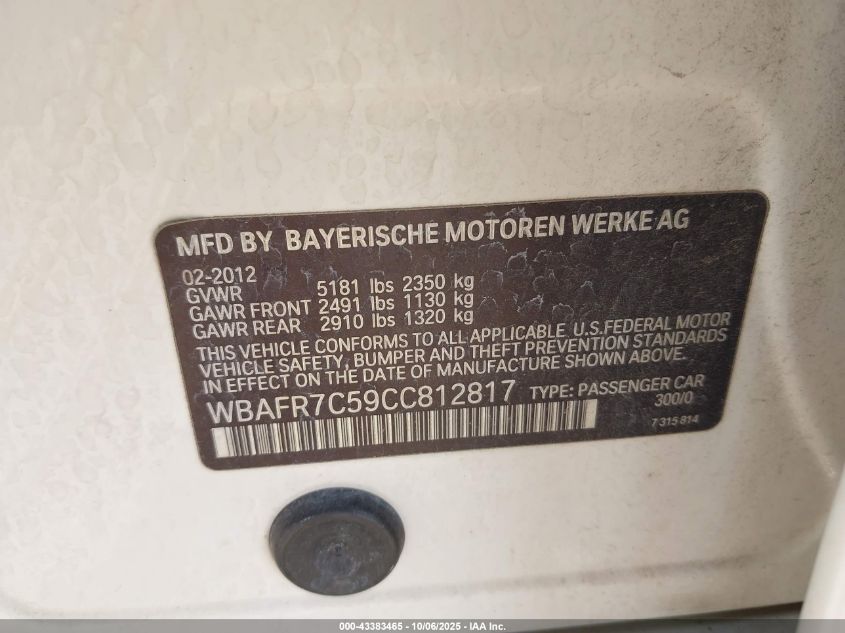 MFD BY BAYERISCHE MOTOREN WERKE AG
02-2012
GVWR 5181 lbs 2350 kg
GAWR FRONT 2491 lbs 1130 kg
GAWR REAR 2910 lbs 1320 kg
THIS VEHICLE CONFORMS TO ALL APPLICABLE U.S.FEDERAL MOTOR
VEHICLE SAFETY, BUMPER AND THEFT PREVENTION STANDARDS
IN EFFECT ON THE DATE OF MANUFACTURE SHOWN ABOVE.
WBAFR7C59CC812817 TYPE: PASSENGER CAR
300/0
7315814
000-43383465 - 10/06/2025 - IAA Inc.